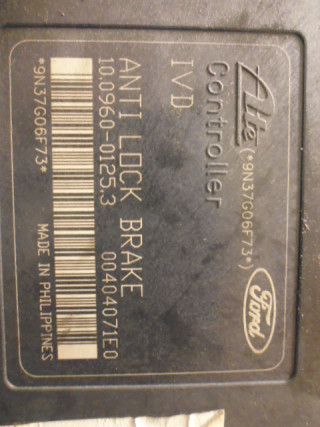 Ate (*9N37G06F73*) Ford
Controller
IVD
ANTI LOCK BRAKE
10.0960-0125.3 00404071E0
*9N37G06F73* MADE IN PHILIPPINES